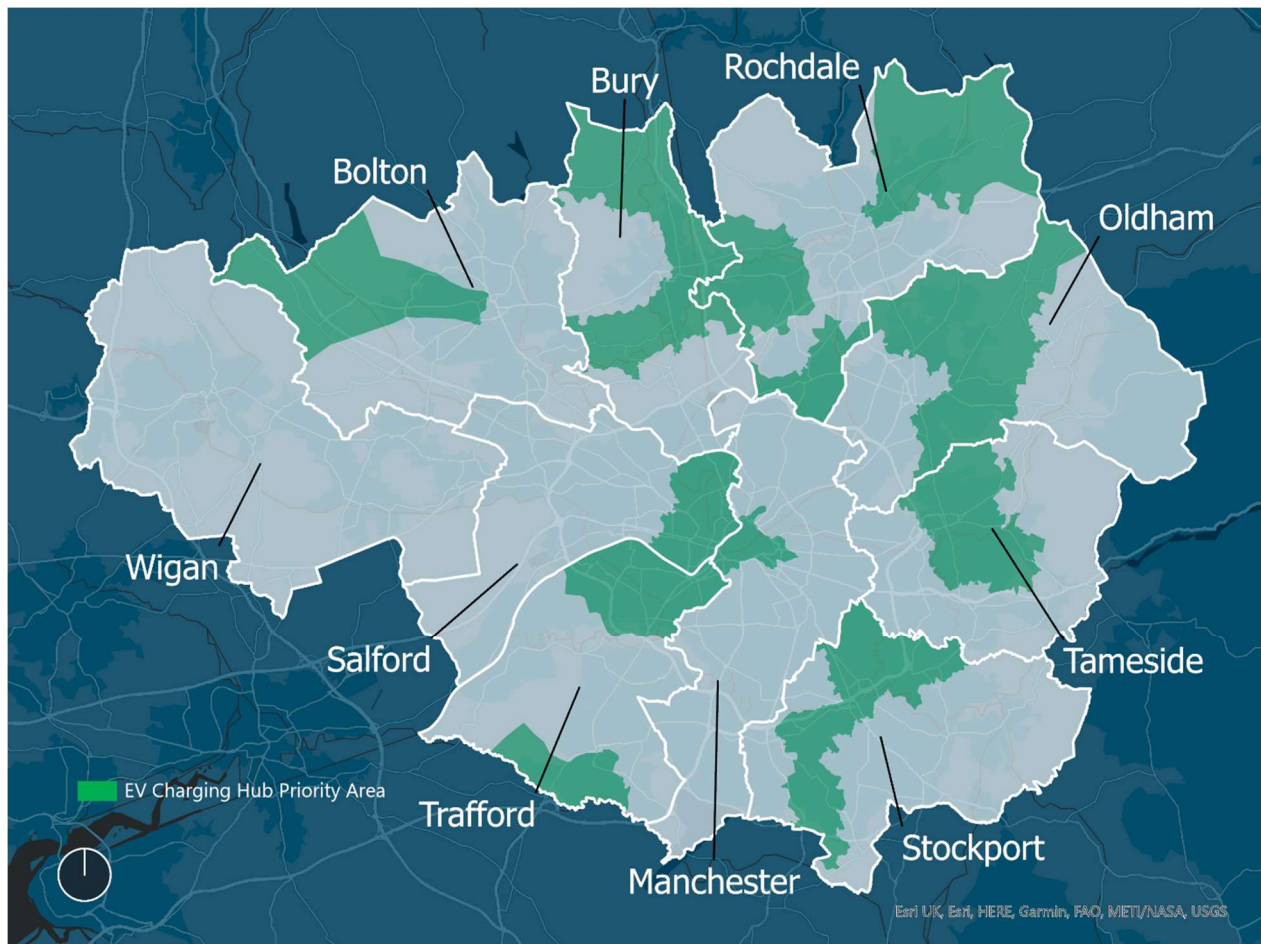 Rochdale
Bury
Bolton
Oldham
Wigan
Salford
Tameside
EV Charging Hub Priority Area
Trafford
Stockport
Manchester
Esri UK, Esri, HERE, Garmin, FAO, METI/NASA, USGS